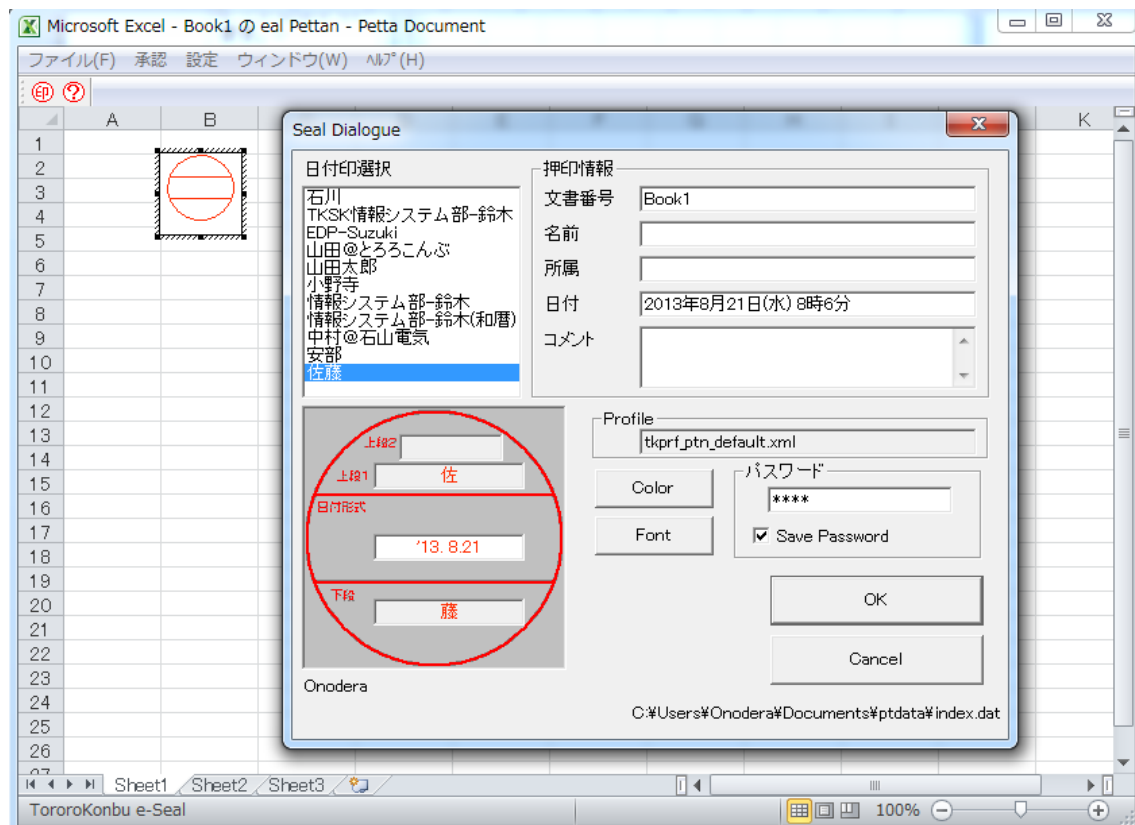 Microsoft Excel - Book1 の eal Pettan - Petta Document
ファイル(F) 承認 設定 ウィンドウ(W) ﾍﾙﾌﾟ(H)
印 ?
A B K
1
2
3
4
5
6
7
8
9
10
11
12
13
14
15
16
17
18
19
20
21
22
23
24
25
26
27
Seal Dialogue
日付印選択
石川
TKSK情報システム部-鈴木
EDP-Suzuki
山田@とろろこんぶ
山田太郎
小野寺
情報システム部-鈴木
情報システム部-鈴木(和暦)
中村@石山電気
安部
佐藤
押印情報
文書番号 Book1
名前
所属
日付 2013年8月21日(水) 8時6分
コメント
上段2
上段1 佐
日付形式
'13. 8.21
下段 藤
Onodera
Profile
tkprf_ptn_default.xml
Color
Font
パスワード
****
Save Password
OK
Cancel
C:¥Users¥Onodera¥Documents¥ptdata¥index.dat
Sheet1 Sheet2 Sheet3
TororoKonbu e-Seal 100%